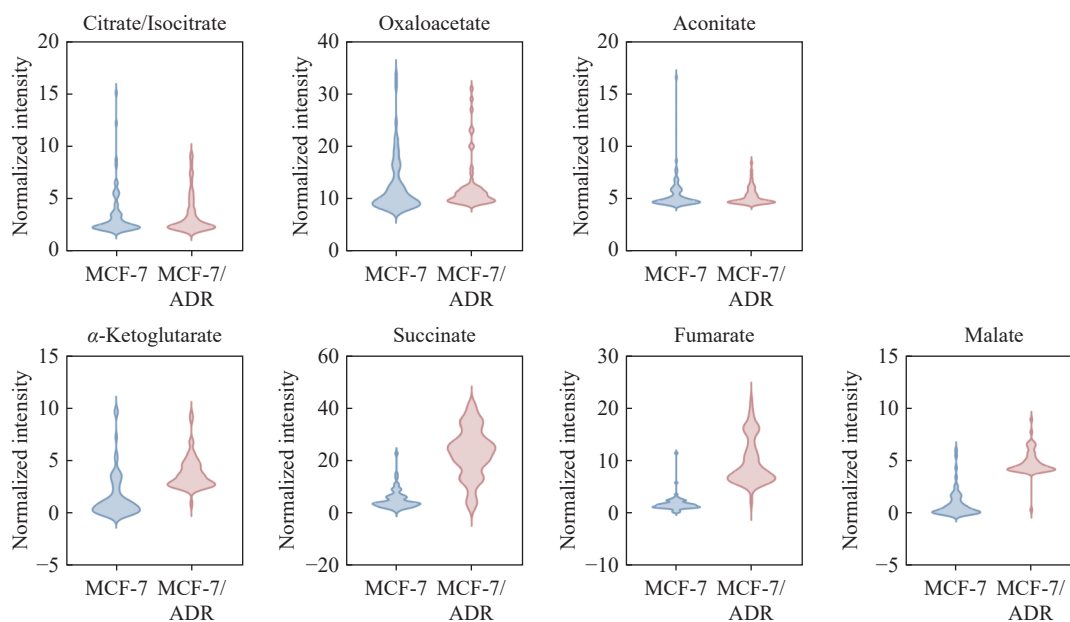 Citrate/Isocitrate
Normalized intensity
20
15
10
5
0
MCF-7
MCF-7/
ADR
Oxaloacetate
Normalized intensity
40
30
20
10
0
MCF-7
MCF-7/
ADR
Aconitate
Normalized intensity
20
15
10
5
0
MCF-7
MCF-7/
ADR
α-Ketoglutarate
Normalized intensity
15
10
5
0
−5
MCF-7
MCF-7/
ADR
Succinate
Normalized intensity
60
40
20
0
−20
MCF-7
MCF-7/
ADR
Fumarate
Normalized intensity
30
20
10
0
−10
MCF-7
MCF-7/
ADR
Malate
Normalized intensity
15
10
5
0
−5
MCF-7
MCF-7/
ADR